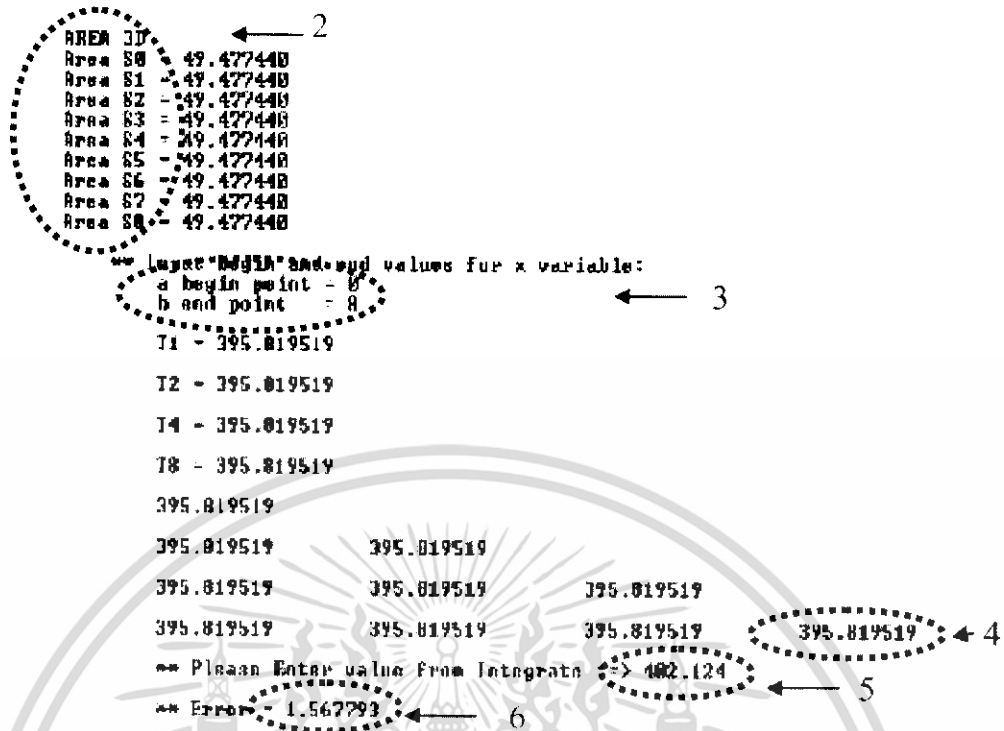 AREA 3D 2
Area S0 = 49.477440
Area S1 = 49.477440
Area S2 = 49.477440
Area S3 = 49.477440
Area S4 = 49.477440
Area S5 = 49.477440
Area S6 = 49.477440
Area S7 = 49.477440
Area S8 = 49.477440
** Input begin and end values for x variable:
a begin point = 0
b end point = 8 3
T1 = 395.819519
T2 = 395.819519
T4 = 395.819519
T8 = 395.819519
395.819519
395.819519 395.819519
395.819519 395.819519 395.819519
395.819519 395.819519 395.819519 395.819519 4
** Please Enter value from Integrate => 402.124 5
** Error = 1.567793 6